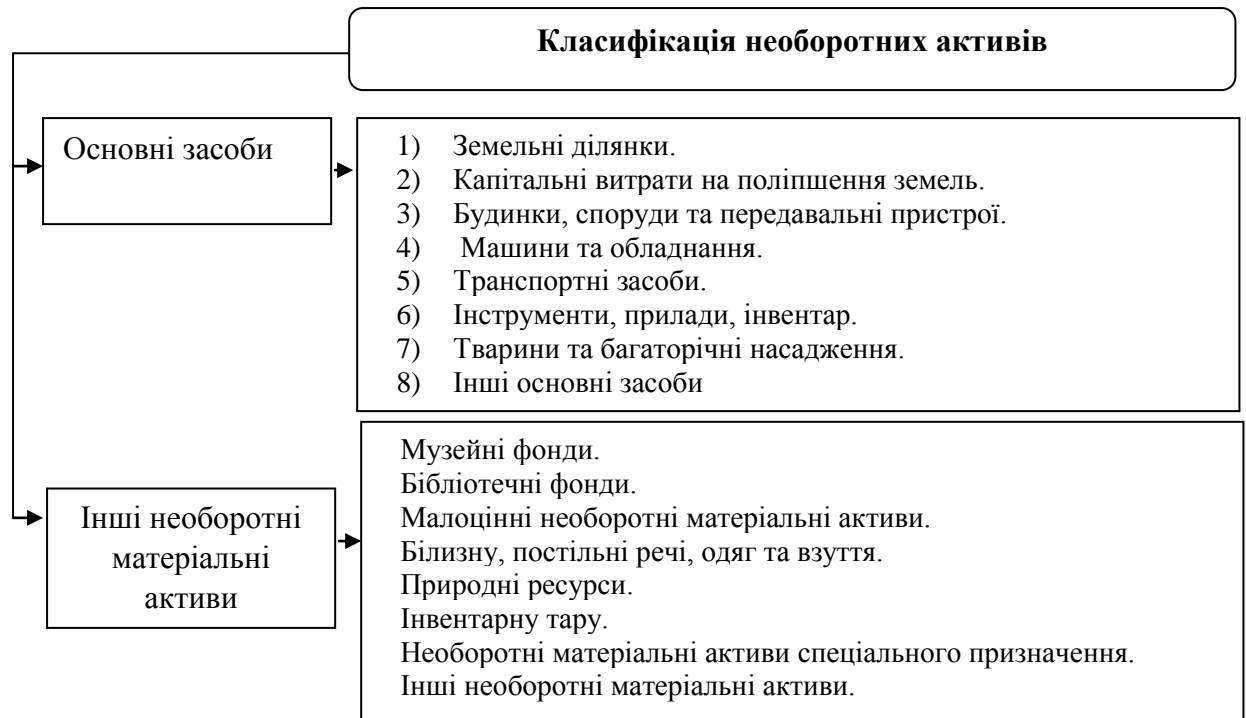 Класифікація необоротних активів
Основні засоби
1) Земельні ділянки.
2) Капітальні витрати на поліпшення земель.
3) Будинки, споруди та передавальні пристрої.
4) Машини та обладнання.
5) Транспортні засоби.
6) Інструменти, прилади, інвентар.
7) Тварини та багаторічні насадження.
8) Інші основні засоби
Інші необоротні
матеріальні
активи
Музейні фонди.
Бібліотечні фонди.
Малоцінні необоротні матеріальні активи.
Білизну, постільні речі, одяг та взуття.
Природні ресурси.
Інвентарну тару.
Необоротні матеріальні активи спеціального призначення.
Інші необоротні матеріальні активи.